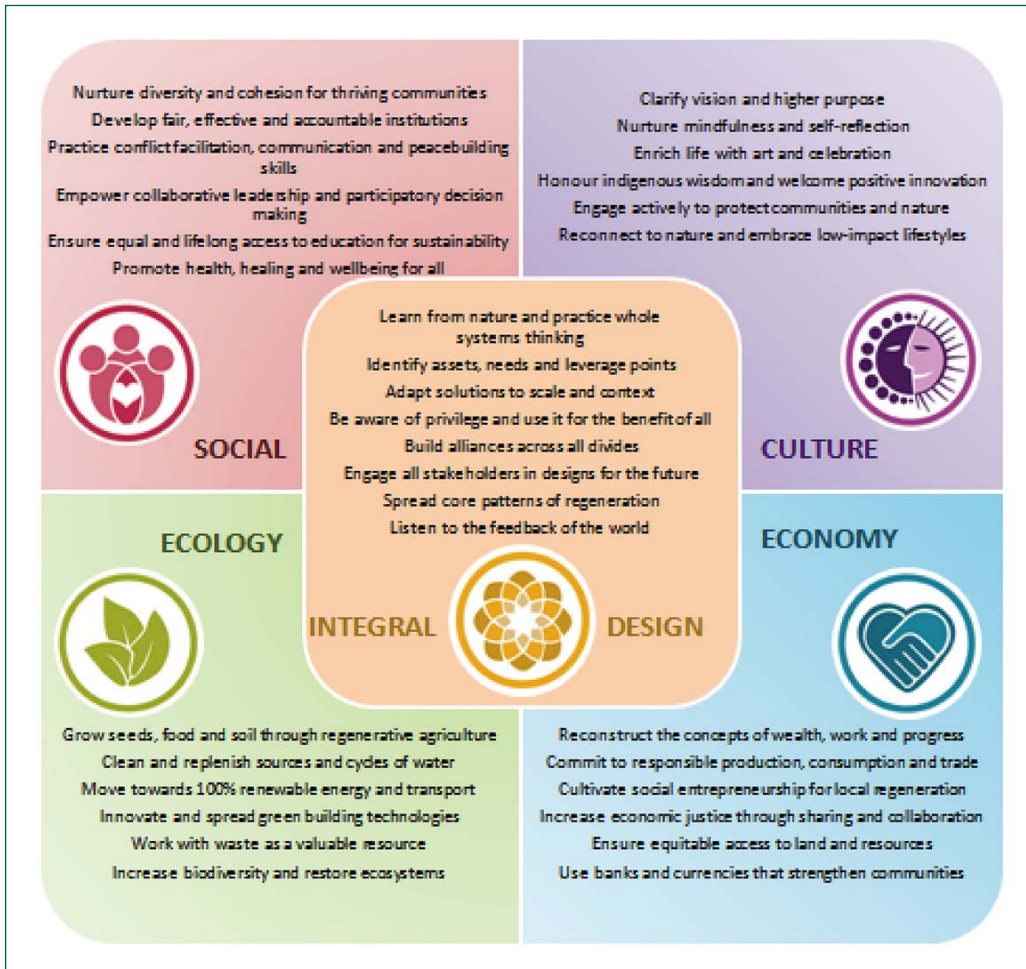 Nurture diversity and cohesion for thriving communities
Develop fair, effective and accountable institutions
Practice conflict facilitation, communication and peacebuilding
skills
Empower collaborative leadership and participatory decision
making
Ensure equal and lifelong access to education for sustainability
Promote health, healing and wellbeing for all
SOCIAL
Clarify vision and higher purpose
Nurture mindfulness and self-reflection
Enrich life with art and celebration
Honour indigenous wisdom and welcome positive innovation
Engage actively to protect communities and nature
Reconnect to nature and embrace low-impact lifestyles
CULTURE
Learn from nature and practice whole
systems thinking
Identify assets, needs and leverage points
Adapt solutions to scale and context
Be aware of privilege and use it for the benefit of all
Build alliances across all divides
Engage all stakeholders in designs for the future
Spread core patterns of regeneration
Listen to the feedback of the world
INTEGRAL DESIGN
ECOLOGY
Grow seeds, food and soil through regenerative agriculture
Clean and replenish sources and cycles of water
Move towards 100% renewable energy and transport
Innovate and spread green building technologies
Work with waste as a valuable resource
Increase biodiversity and restore ecosystems
ECONOMY
Reconstruct the concepts of wealth, work and progress
Commit to responsible production, consumption and trade
Cultivate social entrepreneurship for local regeneration
Increase economic justice through sharing and collaboration
Ensure equitable access to land and resources
Use banks and currencies that strengthen communities